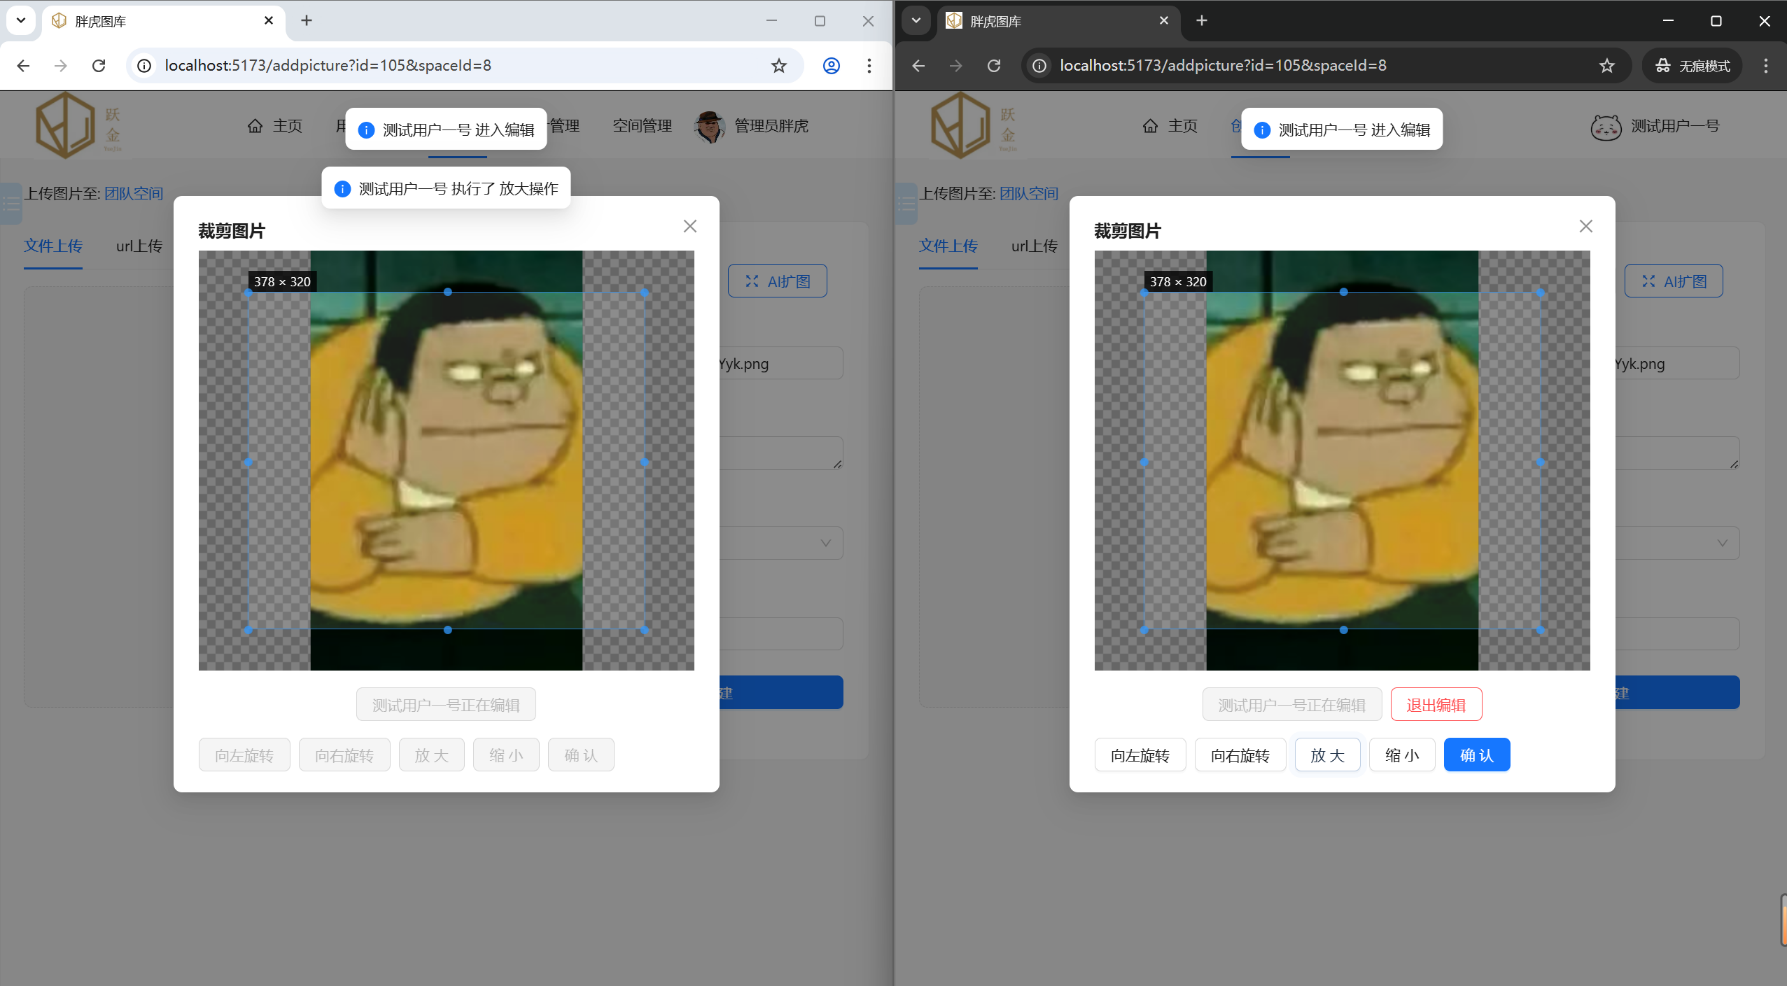 胖虎图库
localhost:5173/addpicture?id=105&spaceId=8
跃金
主页
测试用户一号 进入编辑
管理
空间管理
管理员胖虎
测试用户一号 执行了 放大操作
上传图片至: 团队空间
文件上传
url上传
裁剪图片
378 × 320
AI扩图
Yyk.png
测试用户一号正在编辑
建
向左旋转
向右旋转
放 大
缩 小
确 认
胖虎图库
localhost:5173/addpicture?id=105&spaceId=8
无痕模式
跃金
主页
测试用户一号 进入编辑
测试用户一号
上传图片至: 团队空间
文件上传
url上传
裁剪图片
378 × 320
AI扩图
Yyk.png
测试用户一号正在编辑
退出编辑
建
向左旋转
向右旋转
放 大
缩 小
确 认